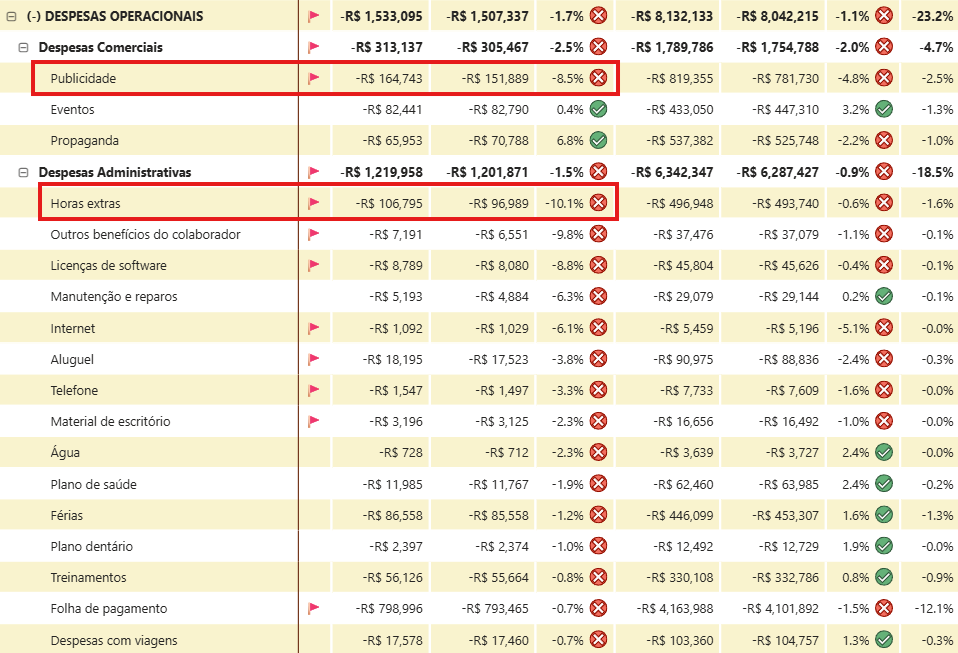 (-) DESPESAS OPERACIONAIS -R$ 1,533,095 -R$ 1,507,337 -1.7% -R$ 8,132,133 -R$ 8,042,215 -1.1% -23.2%
Despesas Comerciais -R$ 313,137 -R$ 305,467 -2.5% -R$ 1,789,786 -R$ 1,754,788 -2.0% -4.7%
Publicidade -R$ 164,743 -R$ 151,889 -8.5% -R$ 819,355 -R$ 781,730 -4.8% -2.5%
Eventos -R$ 82,441 -R$ 82,790 0.4% -R$ 433,050 -R$ 447,310 3.2% -1.3%
Propaganda -R$ 65,953 -R$ 70,788 6.8% -R$ 537,382 -R$ 525,748 -2.2% -1.0%
Despesas Administrativas -R$ 1,219,958 -R$ 1,201,871 -1.5% -R$ 6,342,347 -R$ 6,287,427 -0.9% -18.5%
Horas extras -R$ 106,795 -R$ 96,989 -10.1% -R$ 496,948 -R$ 493,740 -0.6% -1.6%
Outros benefícios do colaborador -R$ 7,191 -R$ 6,551 -9.8% -R$ 37,476 -R$ 37,079 -1.1% -0.1%
Licenças de software -R$ 8,789 -R$ 8,080 -8.8% -R$ 45,804 -R$ 45,626 -0.4% -0.1%
Manutenção e reparos -R$ 5,193 -R$ 4,884 -6.3% -R$ 29,079 -R$ 29,144 0.2% -0.1%
Internet -R$ 1,092 -R$ 1,029 -6.1% -R$ 5,459 -R$ 5,196 -5.1% -0.0%
Aluguel -R$ 18,195 -R$ 17,523 -3.8% -R$ 90,975 -R$ 88,836 -2.4% -0.3%
Telefone -R$ 1,547 -R$ 1,497 -3.3% -R$ 7,733 -R$ 7,609 -1.6% -0.0%
Material de escritório -R$ 3,196 -R$ 3,125 -2.3% -R$ 16,656 -R$ 16,492 -1.0% -0.0%
Água -R$ 728 -R$ 712 -2.3% -R$ 3,639 -R$ 3,727 2.4% -0.0%
Plano de saúde -R$ 11,985 -R$ 11,767 -1.9% -R$ 62,460 -R$ 63,985 2.4% -0.2%
Férias -R$ 86,558 -R$ 85,558 -1.2% -R$ 446,099 -R$ 453,307 1.6% -1.3%
Plano dentário -R$ 2,397 -R$ 2,374 -1.0% -R$ 12,492 -R$ 12,729 1.9% -0.0%
Treinamentos -R$ 56,126 -R$ 55,664 -0.8% -R$ 330,108 -R$ 332,786 0.8% -0.9%
Folha de pagamento -R$ 798,996 -R$ 793,465 -0.7% -R$ 4,163,988 -R$ 4,101,892 -1.5% -12.1%
Despesas com viagens -R$ 17,578 -R$ 17,460 -0.7% -R$ 103,360 -R$ 104,757 1.3% -0.3%